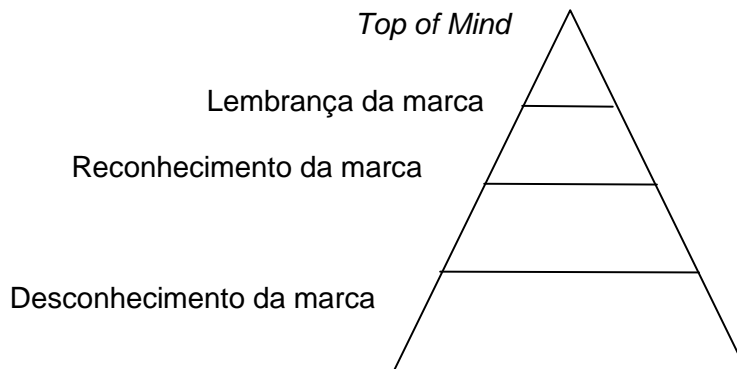 Top of Mind
Lembrança da marca
Reconhecimento da marca
Desconhecimento da marca